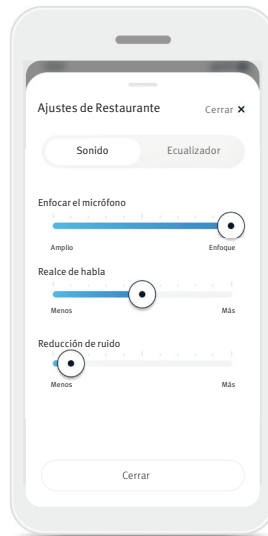 Ajustes de Restaurante Cerrar ×
Sonido Ecualizador
Enfocar el micrófono
Amplio Enfoque
Realce de habla
Menos Más
Reducción de ruido
Menos Más
Cerrar